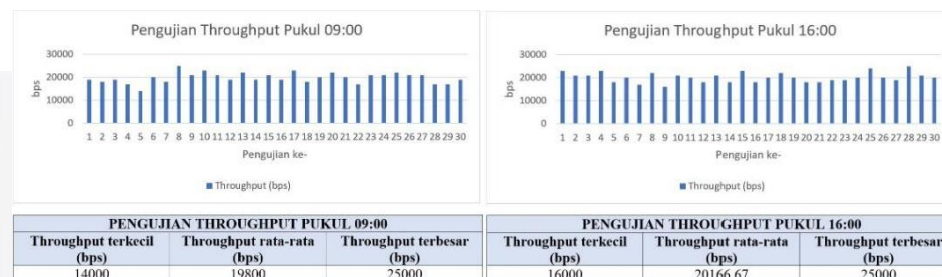 Pengujian Throughput Pukul 09:00
30000
20000
10000
0
bps
1 2 3 4 5 6 7 8 9 10 11 12 13 14 15 16 17 18 19 20 21 22 23 24 25 26 27 28 29 30
Pengujian ke-
Throughput (bps)
Pengujian Throughput Pukul 16:00
30000
20000
10000
0
bps
1 2 3 4 5 6 7 8 9 10 11 12 13 14 15 16 17 18 19 20 21 22 23 24 25 26 27 28 29 30
Pengujian ke-
Throughput (bps)
PENGUJIAN THROUGHPUT PUKUL 09:00
Throughput terkecil (bps) Throughput rata-rata (bps) Throughput terbesar (bps)
14000 19800 25000
PENGUJIAN THROUGHPUT PUKUL 16:00
Throughput terkecil (bps) Throughput rata-rata (bps) Throughput terbesar (bps)
16000 20166.67 25000